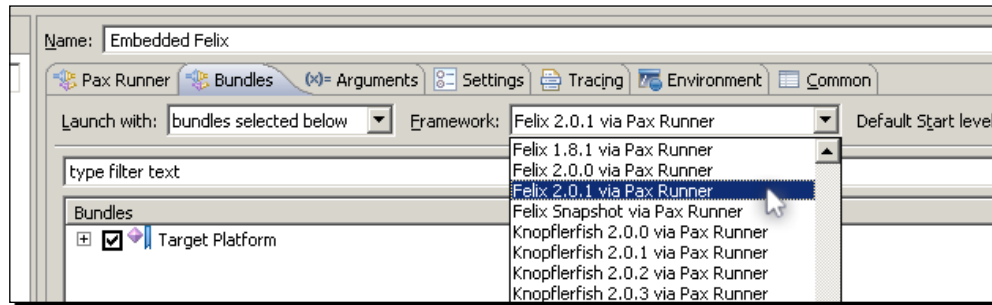 Name: Embedded Felix
Pax Runner Bundles (x)= Arguments Settings Tracing Environment Common
Launch with: bundles selected below Framework: Felix 2.0.1 via Pax Runner Default Start level
Felix 1.8.1 via Pax Runner
type filter text Felix 2.0.0 via Pax Runner
Felix 2.0.1 via Pax Runner
Bundles Felix Snapshot via Pax Runner
Target Platform Knopflerfish 2.0.0 via Pax Runner
Knopflerfish 2.0.1 via Pax Runner
Knopflerfish 2.0.2 via Pax Runner
Knopflerfish 2.0.3 via Pax Runner